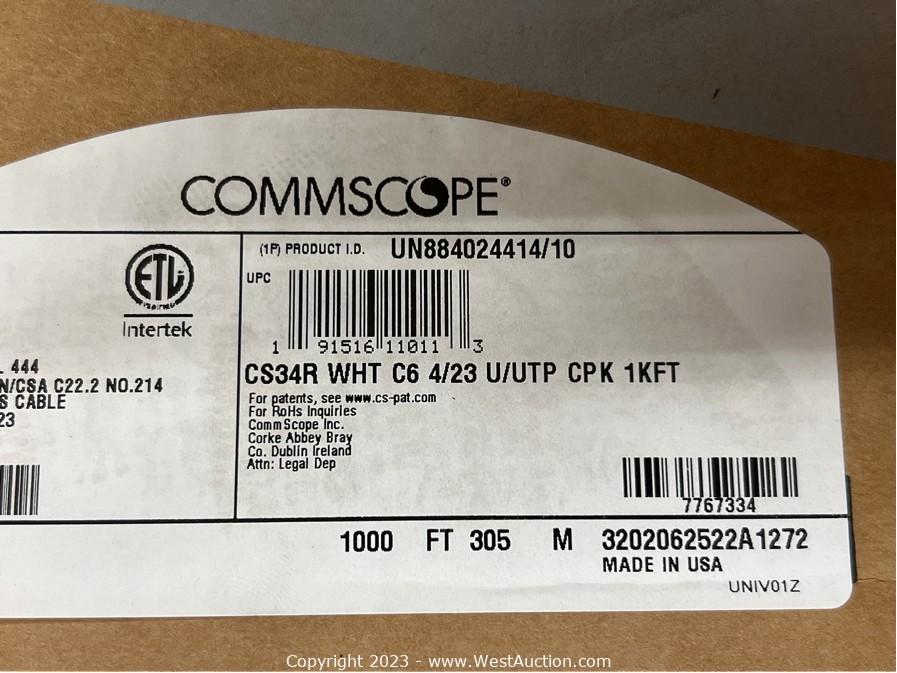 COMMSCOPE®
ETL
Intertek
(1P) PRODUCT I.D. UN884024414/10
UPC
1 91516 11011 3
444
N/CSA C22.2 NO.214
S CABLE
23
CS34R WHT C6 4/23 U/UTP CPK 1KFT
For patents, see www.cs-pat.com
For RoHs Inquiries
CommScope Inc.
Corke Abbey Bray
Co. Dublin Ireland
Attn: Legal Dep
7767334
1000 FT 305 M 3202062522A1272
MADE IN USA
UNIV01Z
Copyright 2023 - www.WestAuction.com